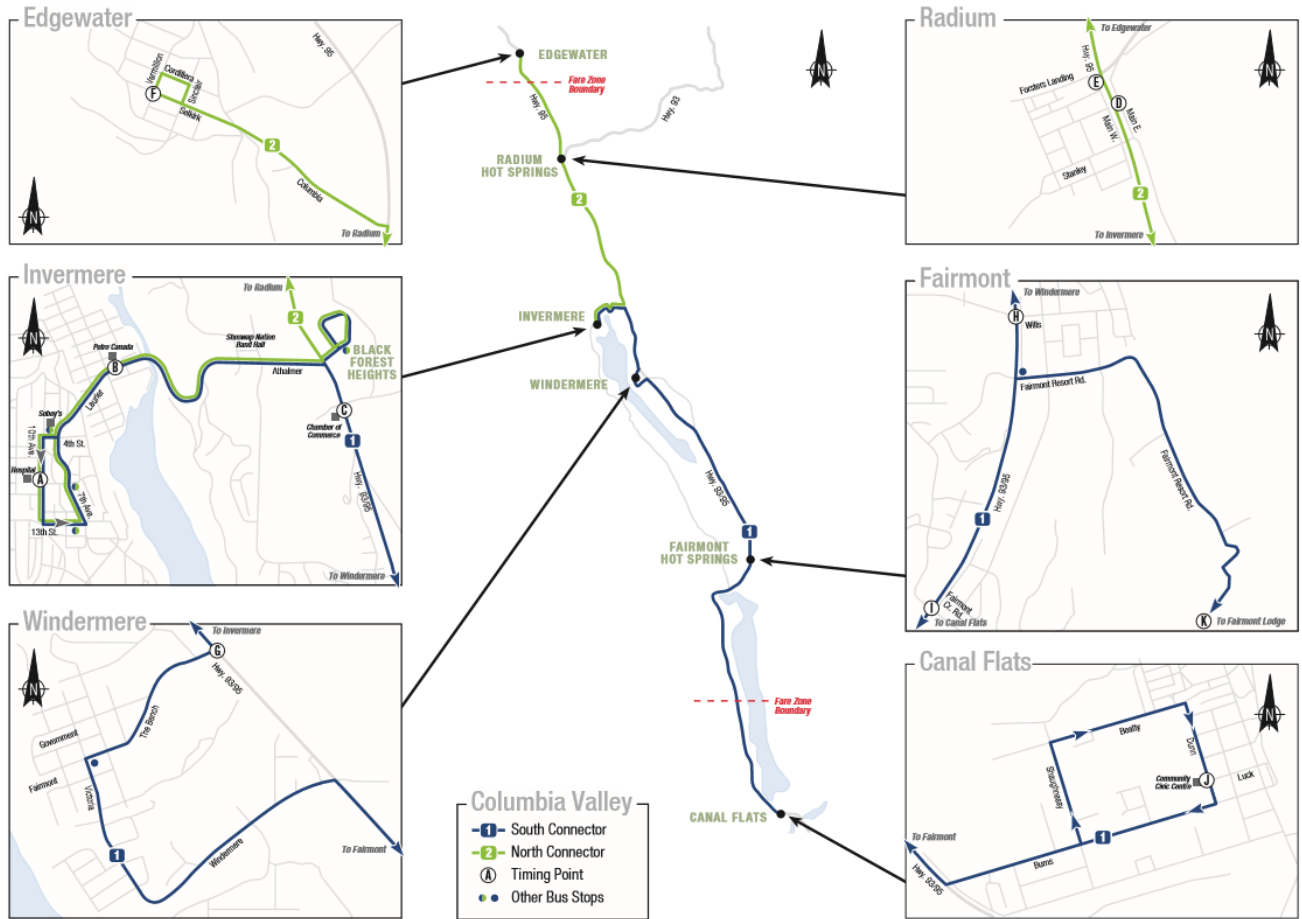 Edgewater
Hwy. 95
Vermillion
Cordillera
Sinclair
F
Selkirk
2
Columbia
N
To Radium
EDGEWATER
Fare Zone
Boundary
Hwy. 95
Hwy. 93
RADIUM
HOT SPRINGS
2
INVERMERE
WINDERMERE
Hwy. 93/95
1
FAIRMONT
HOT SPRINGS
Fare Zone
Boundary
CANAL FLATS
N
Radium
To Edgewater
N
Hwy. 95
Forsters Landing
E
D
Main E.
Main W.
Stanley
2
To Invermere
Invermere
To Radium
N
2
Shuswap Nation
Band Hall
Petro Canada
B
BLACK
FOREST
HEIGHTS
Athalmer
Laurier
C
Chamber of
Commerce
Sobey's
10th Ave.
4th St.
1
Hospital
A
7th Ave.
Hwy. 93/95
13th St.
To Windermere
Fairmont
To Windermere
H
Wills
N
Fairmont Resort Rd.
Fairmont Resort Rd.
Hwy. 93/95
1
I
Fairmont
Cr. Rd.
To Canal Flats
K
To Fairmont Lodge
Windermere
To Invermere
G
N
Hwy. 93/95
The Bench
Government
Fairmont
Victoria
1
Windermere
To Fairmont
Columbia Valley
1 South Connector
2 North Connector
A Timing Point
Other Bus Stops
Canal Flats
N
Beatty
Dunn
Shaughnessy
Community
Civic Centre
J
Luck
To Fairmont
1
Burns
Hwy. 93/95